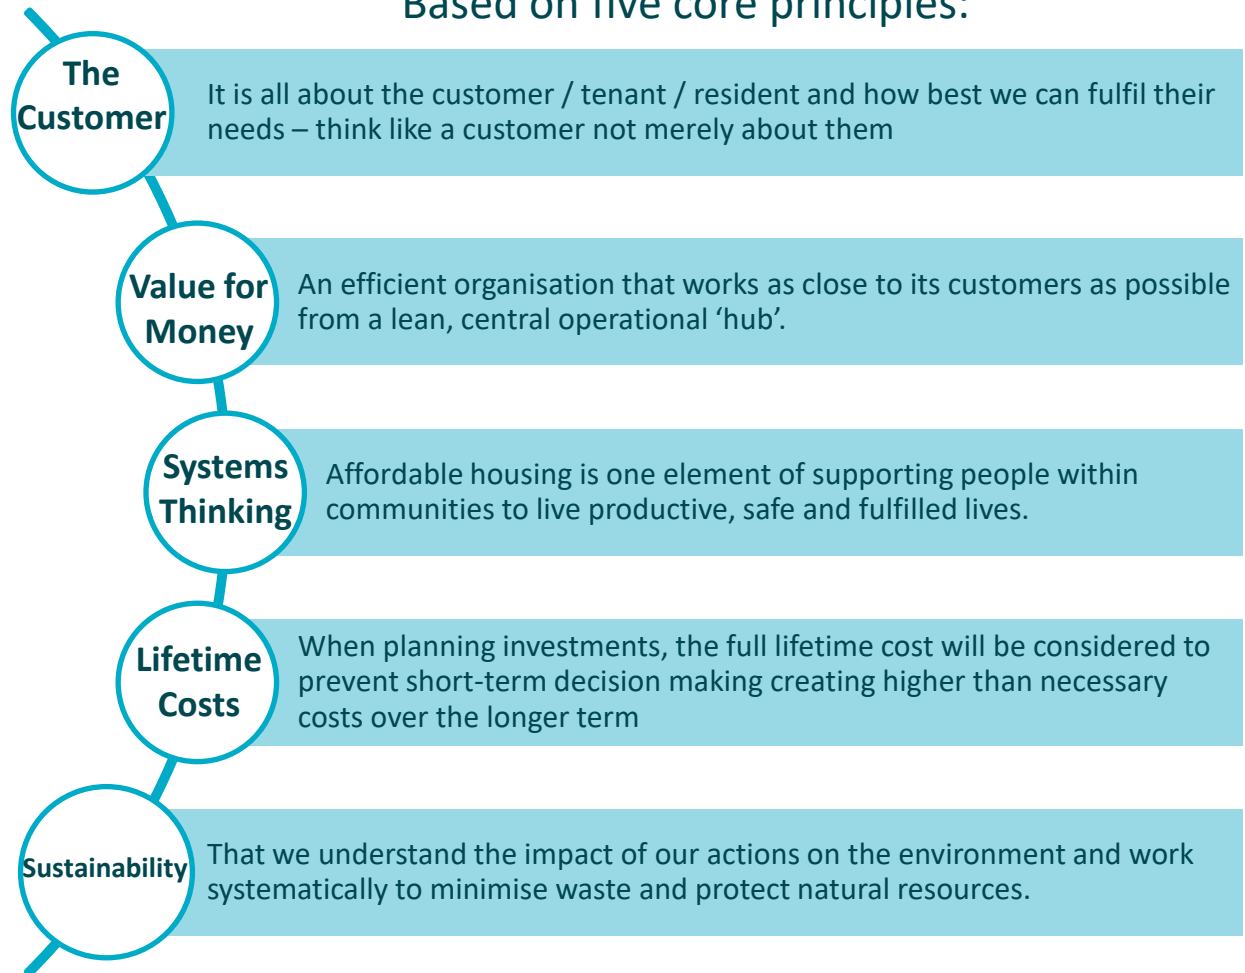 Based on five core principles:
The
Customer
It is all about the customer / tenant / resident and how best we can fulfil their
needs – think like a customer not merely about them
Value for
Money
An efficient organisation that works as close to its customers as possible
from a lean, central operational ‘hub’.
Systems
Thinking
Affordable housing is one element of supporting people within
communities to live productive, safe and fulfilled lives.
Lifetime
Costs
When planning investments, the full lifetime cost will be considered to
prevent short-term decision making creating higher than necessary
costs over the longer term
Sustainability
That we understand the impact of our actions on the environment and work
systematically to minimise waste and protect natural resources.